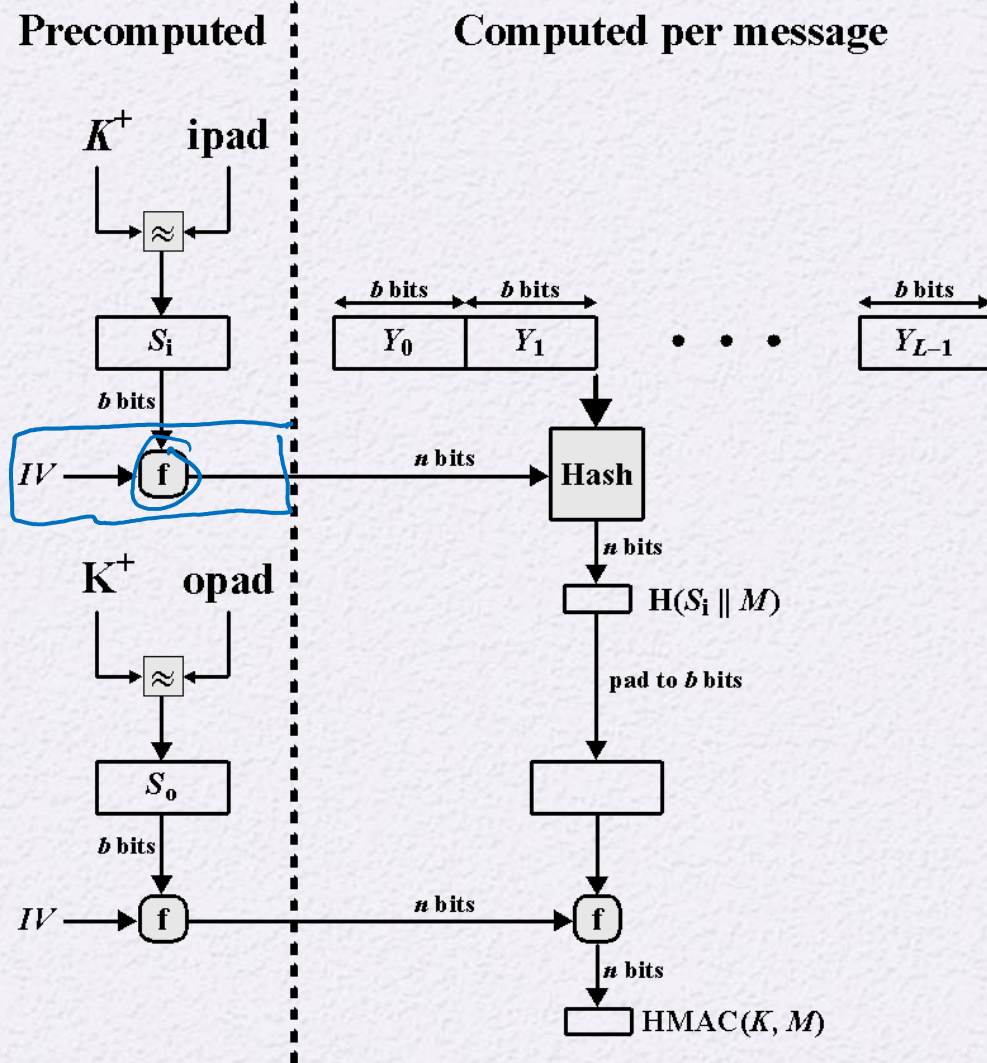 Precomputed
Computed per message
K+ ipad
≈
b bits b bits b bits
Si
Y0 Y1 • • • YL–1
b bits
IV f n bits Hash
n bits
K+ opad
H(Si || M)
≈
pad to b bits
So
b bits
IV f n bits f
n bits
HMAC(K, M)